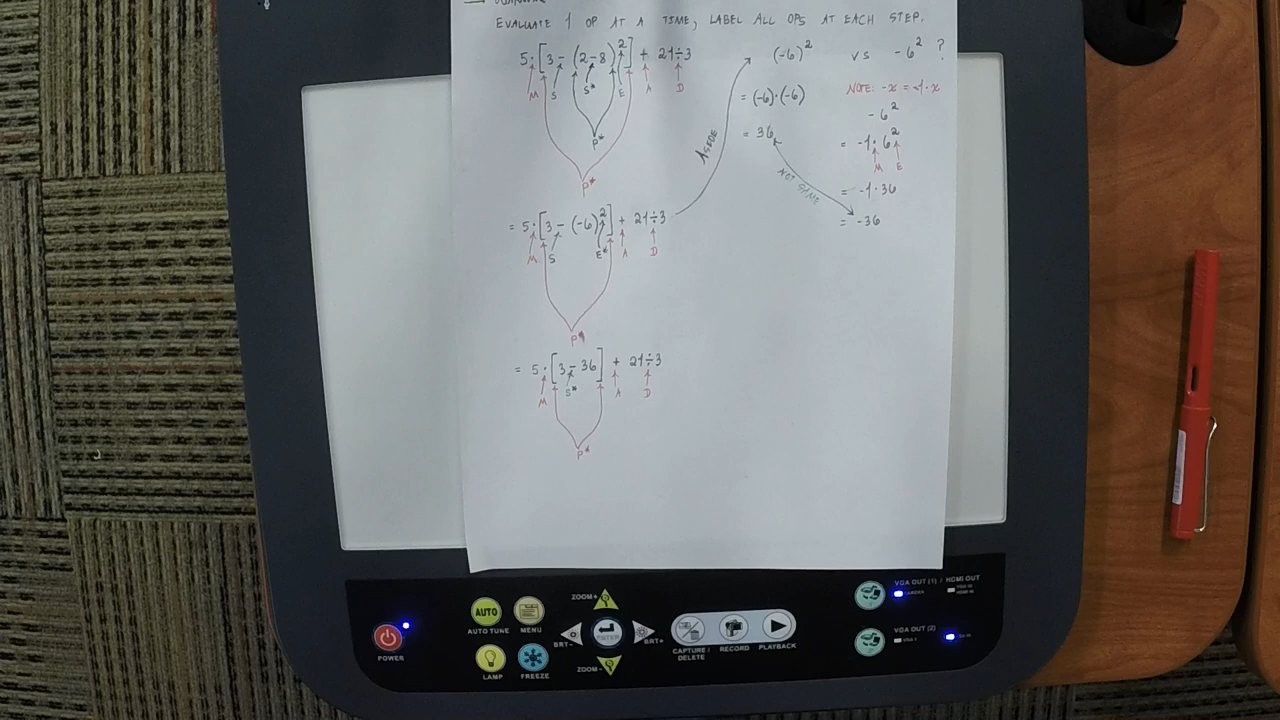 EVALUATE 1 OP AT A TIME, LABEL ALL OPS AT EACH STEP.
5·[3-(2-8)²] + 21÷3
M S S* E A D
P*
P*
= 5·[3-(-6)²] + 21÷3
M S E* A D
P*
= 5·[3-36] + 21÷3
M S* A D
P*
ASIDE
(-6)² VS -6² ?
= (-6)·(-6)
= 36
NOT SAME
NOTE: -x = -1·x
-6²
= -1·6²
M E
= -1·36
= -36
POWER
AUTO
AUTO TUNE
MENU
LAMP
FREEZE
ZOOM+
BRT-
ENTER
BRT+
ZOOM-
CAPTURE / DELETE
RECORD
PLAYBACK
VGA OUT (1) / HDMI OUT
CAMERA
VGA OUT (2)